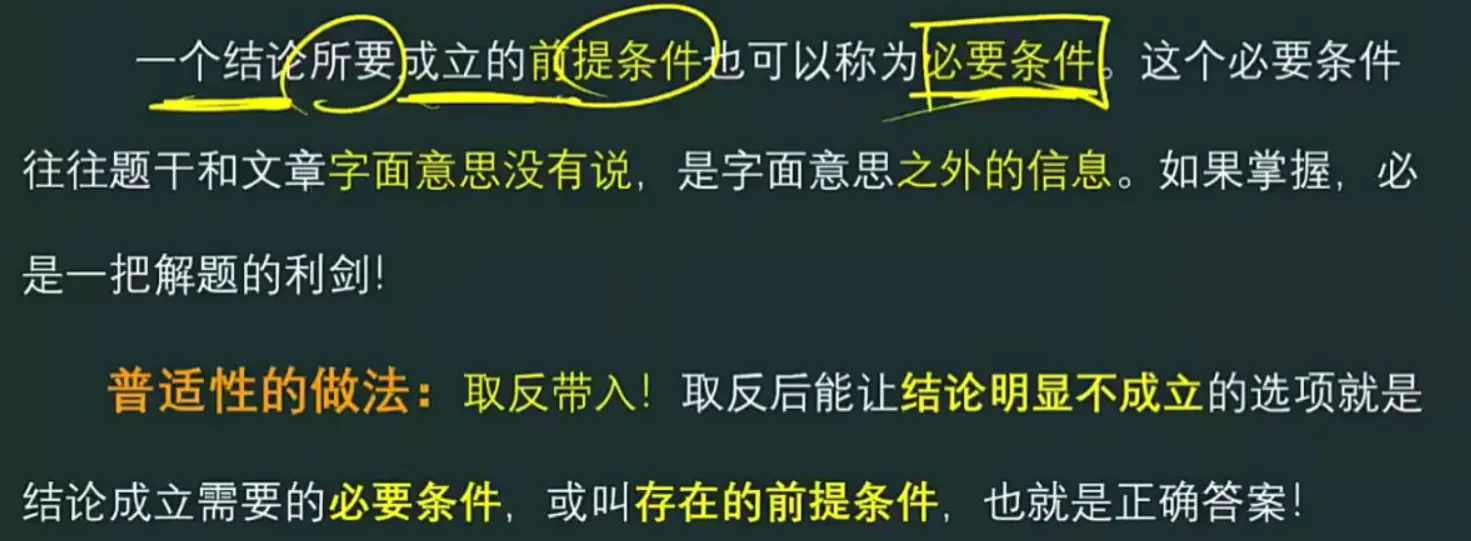 一个结论所要成立的前提条件也可以称为必要条件。这个必要条件
往往题干和文章字面意思没有说，是字面意思之外的信息。如果掌握，必
是一把解题的利剑！
普适性的做法：取反带入！取反后能让结论明显不成立的选项就是
结论成立需要的必要条件，或叫存在的前提条件，也就是正确答案！